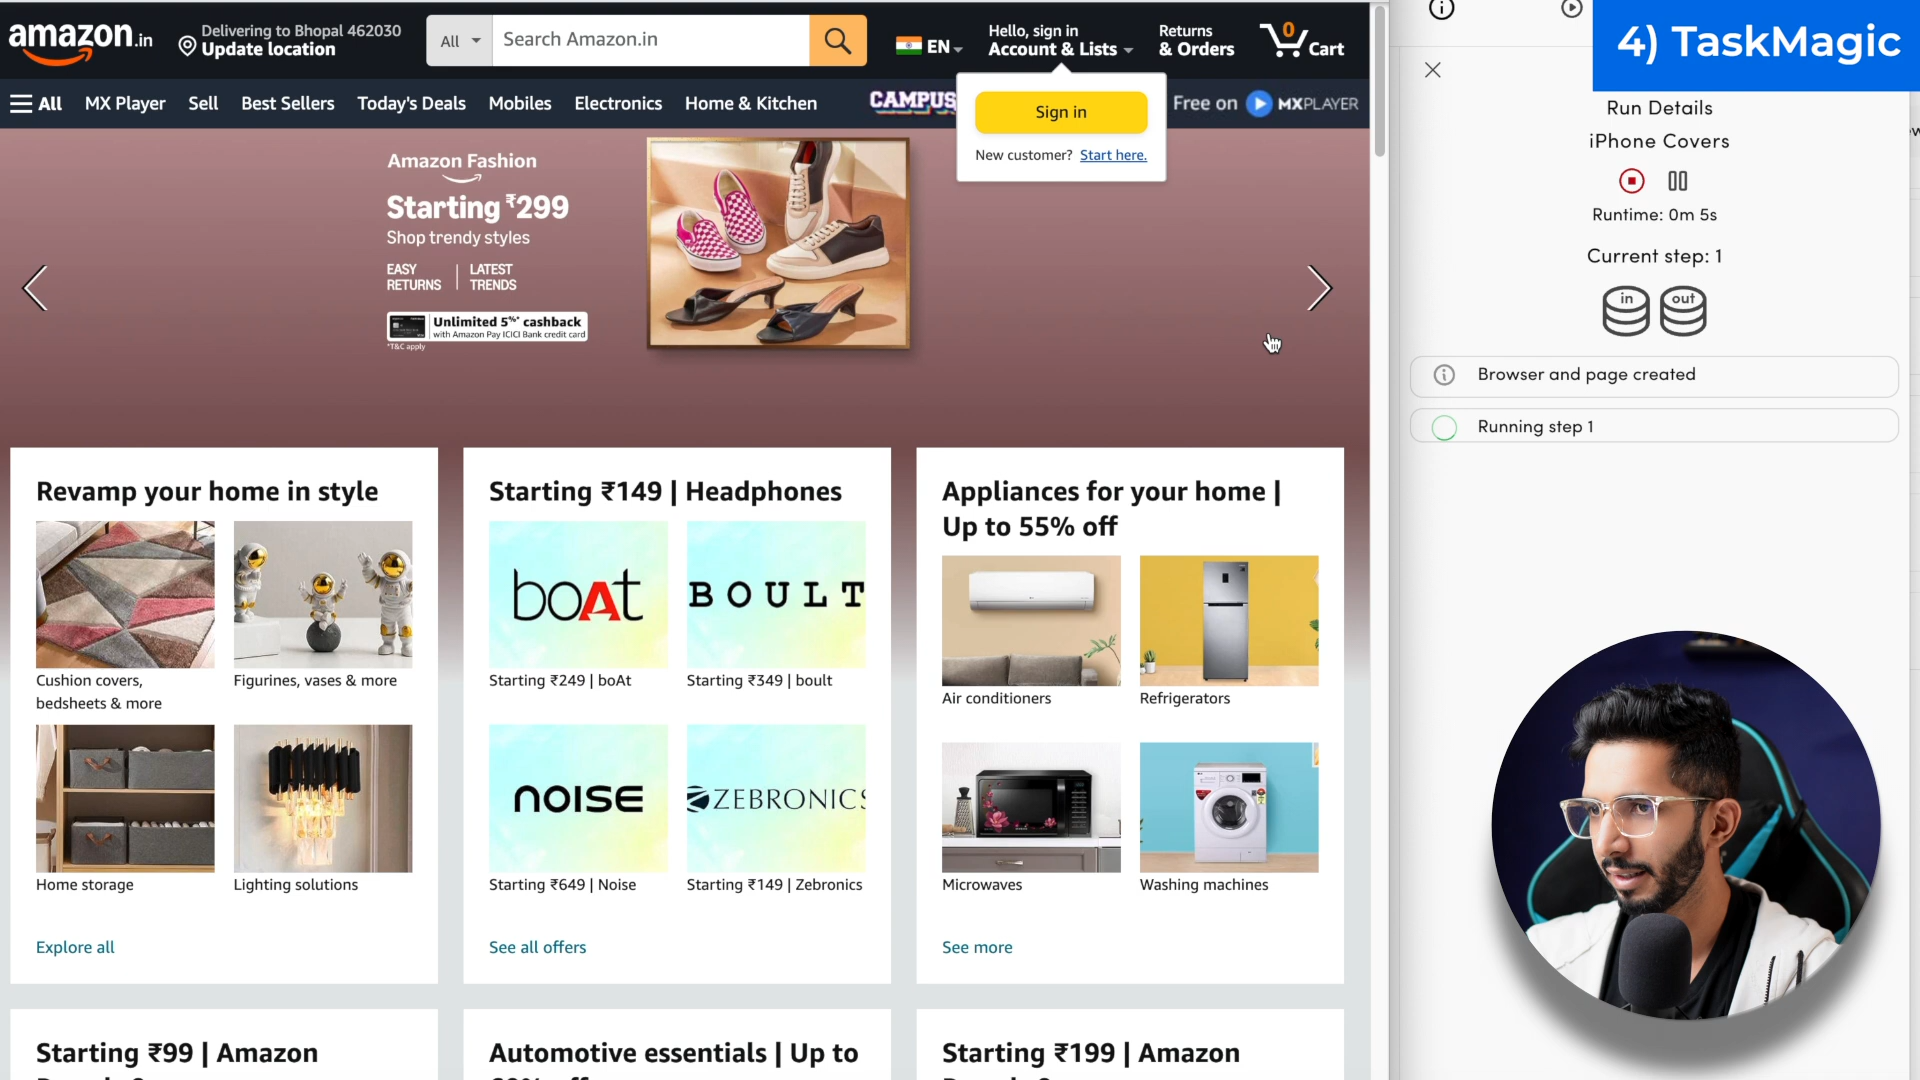 amazon.in
Delivering to Bhopal 462030
Update location
All
Search Amazon.in
EN
Hello, sign in
Account & Lists
Returns
& Orders
0
Cart
4) TaskMagic
All
MX Player
Sell
Best Sellers
Today's Deals
Mobiles
Electronics
Home & Kitchen
CAMPUS
Free on MXPLAYER
Sign in
New customer? Start here.
Amazon Fashion
Starting ₹299
Shop trendy styles
EASY RETURNS
LATEST TRENDS
Unlimited 5%* cashback
with Amazon Pay ICICI Bank credit card
*T&C apply
Run Details
iPhone Covers
Runtime: 0m 5s
Current step: 1
in
out
Browser and page created
Running step 1
Revamp your home in style
Cushion covers,
bedsheets & more
Figurines, vases & more
Home storage
Lighting solutions
Explore all
Starting ₹149 | Headphones
boAt
BOULT
Starting ₹249 | boAt
Starting ₹349 | boult
NOISE
ZEBRONICS
Starting ₹649 | Noise
Starting ₹149 | Zebronics
See all offers
Appliances for your home |
Up to 55% off
Air conditioners
Refrigerators
Microwaves
Washing machines
See more
Starting ₹99 | Amazon
Automotive essentials | Up to
Starting ₹199 | Amazon